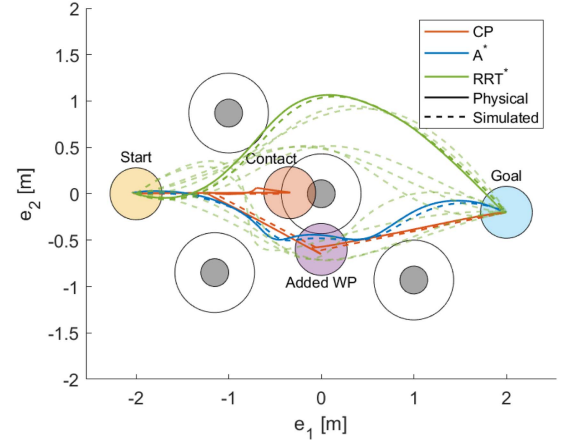 2
1.5
1
0.5
0
-0.5
-1
-1.5
-2
e2 [m]
CP
A*
RRT*
Physical
Simulated
Start
Contact
Goal
Added WP
-2
-1
0
1
2
e1 [m]